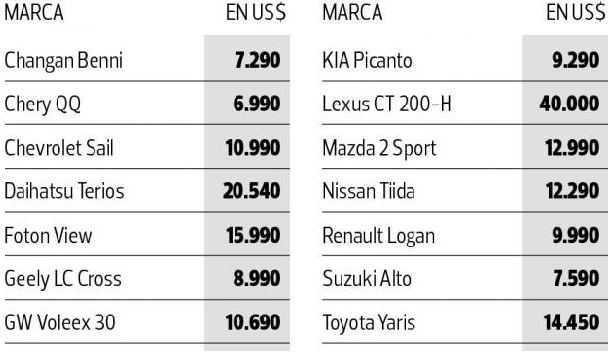 MARCA EN US$
Changan Benni 7.290
Chery QQ 6.990
Chevrolet Sail 10.990
Daihatsu Terios 20.540
Foton View 15.990
Geely LC Cross 8.990
GW Voleex 30 10.690
MARCA EN US$
KIA Picanto 9.290
Lexus CT 200-H 40.000
Mazda 2 Sport 12.990
Nissan Tiida 12.290
Renault Logan 9.990
Suzuki Alto 7.590
Toyota Yaris 14.450